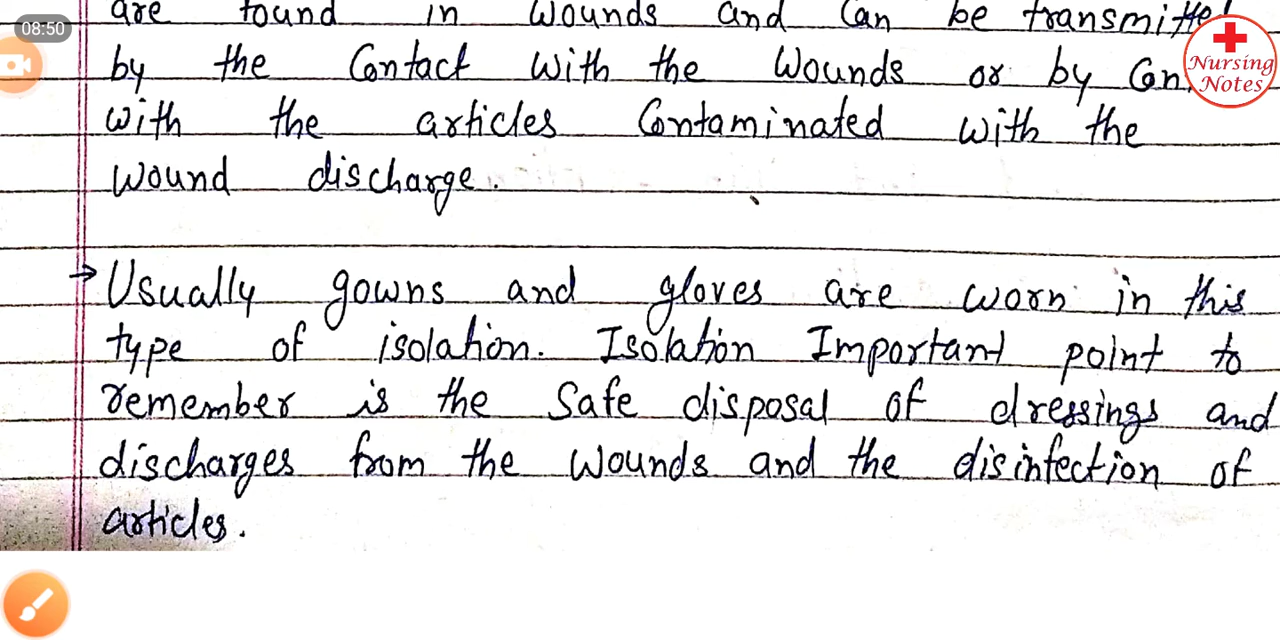 08:50
are found in wounds and can be transmitted
by the Contact with the wounds or by Con
Nursing
Notes
with the articles Contaminated with the
wound discharge.
→ Usually gowns and gloves are worn in this
type of isolation. Isolation Important point to
remember is the safe disposal of dressings and
discharges from the wounds and the disinfection of
articles.